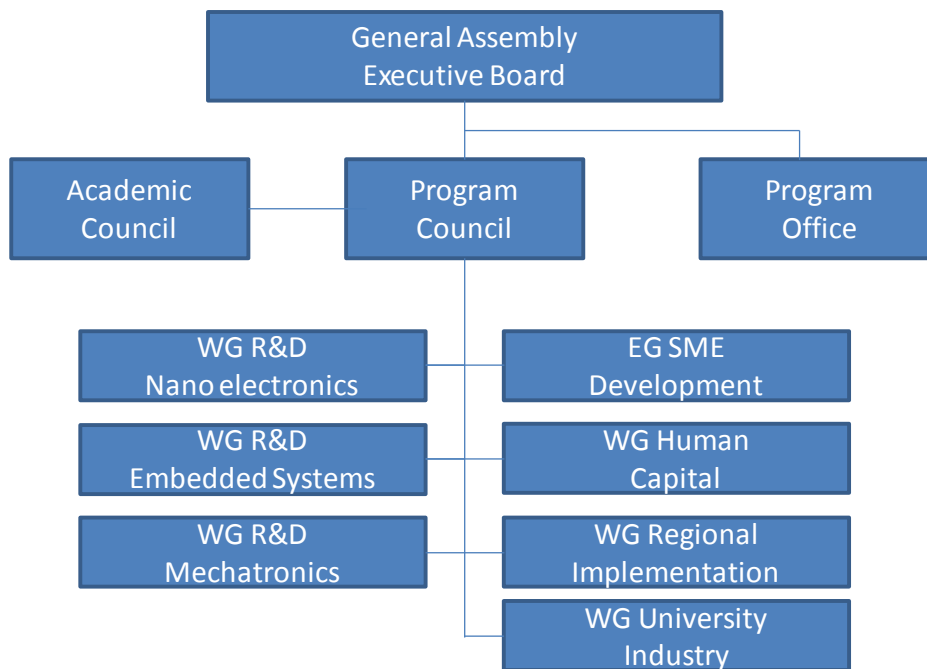 General Assembly
Executive Board
Academic
Council
Program
Council
Program
Office
WG R&D
Nano electronics
EG SME
Development
WG R&D
Embedded Systems
WG Human
Capital
WG R&D
Mechatronics
WG Regional
Implementation
WG University
Industry